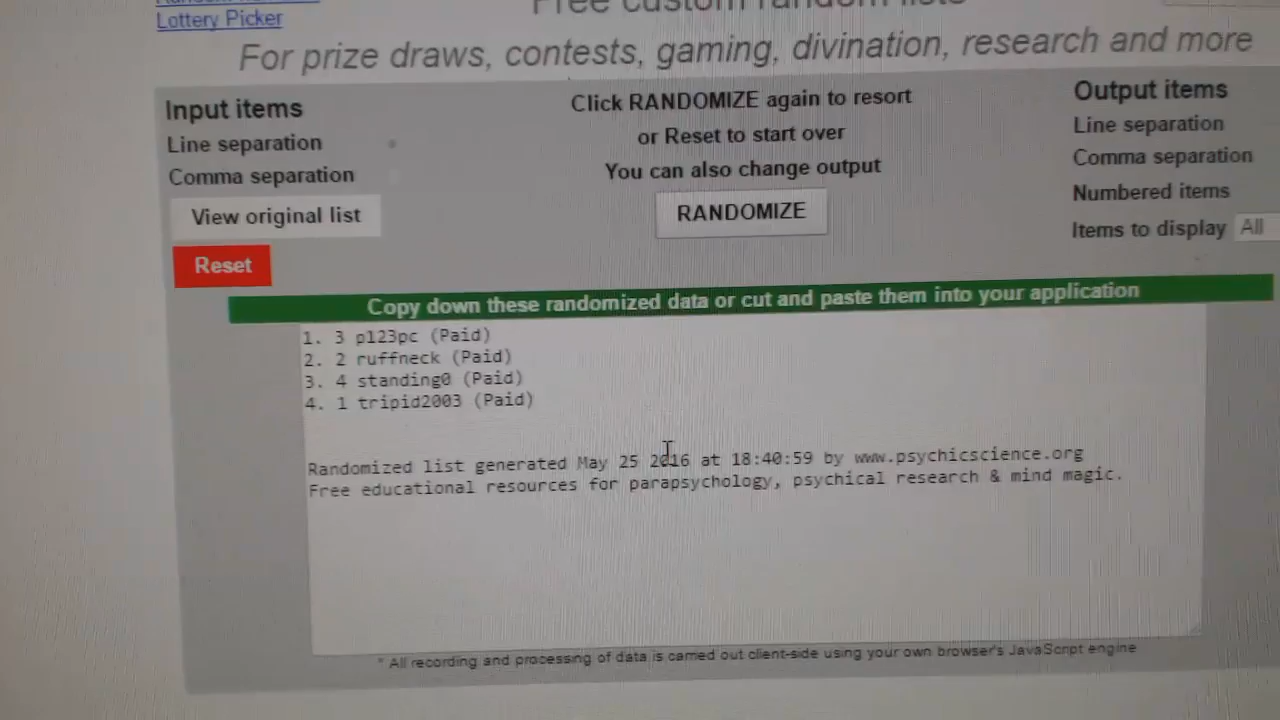 Lottery Picker
Free custom random lists
For prize draws, contests, gaming, divination, research and more
Input items
Line separation
Comma separation
View original list
Reset
Click RANDOMIZE again to resort
or Reset to start over
You can also change output
RANDOMIZE
Output items
Line separation
Comma separation
Numbered items
Items to display All
Copy down these randomized data or cut and paste them into your application
1. 3 p123pc (Paid)
2. 2 ruffneck (Paid)
3. 4 standing0 (Paid)
4. 1 tripid2003 (Paid)
Randomized list generated May 25 2016 at 18:40:59 by www.psychicscience.org
Free educational resources for parapsychology, psychical research & mind magic.
* All recording and processing of data is carried out client-side using your own browser's JavaScript engine